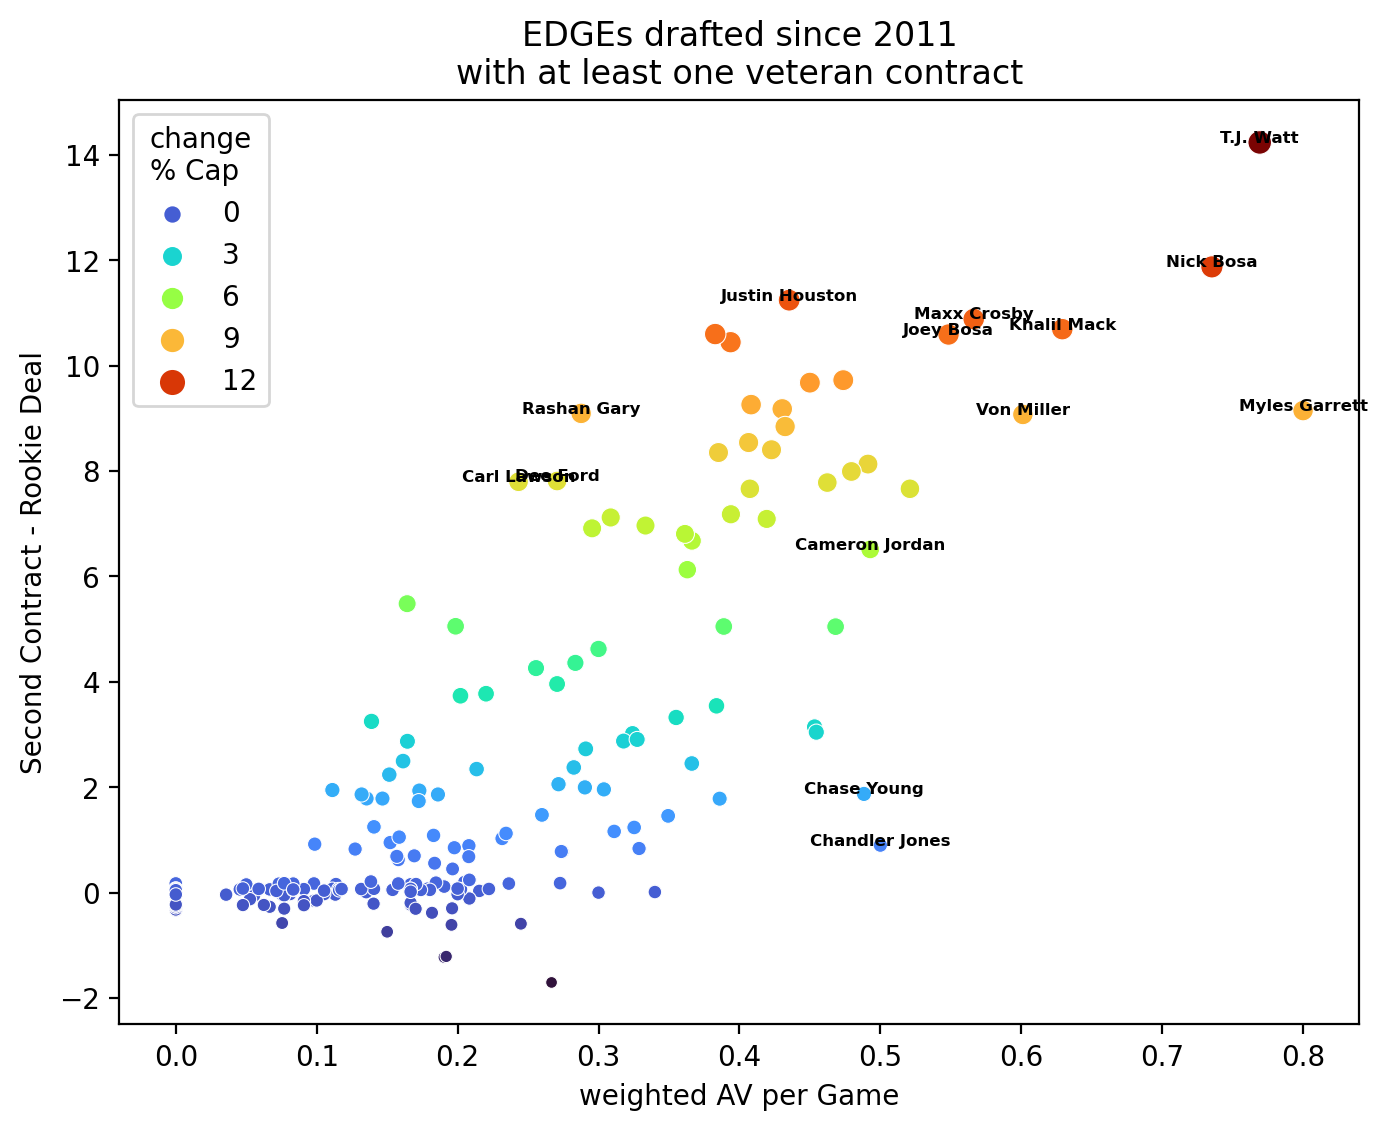 EDGEs drafted since 2011
with at least one veteran contract
change
% Cap
0
3
6
9
12
14
12
10
8
6
4
2
0
−2
Second Contract - Rookie Deal
T.J. Watt
Nick Bosa
Justin Houston
Maxx Crosby
Khalil Mack
Joey Bosa
Rashan Gary
Von Miller
Myles Garrett
Carl Lawson
Dee Ford
Cameron Jordan
Chase Young
Chandler Jones
0.0
0.1
0.2
0.3
0.4
0.5
0.6
0.7
0.8
weighted AV per Game